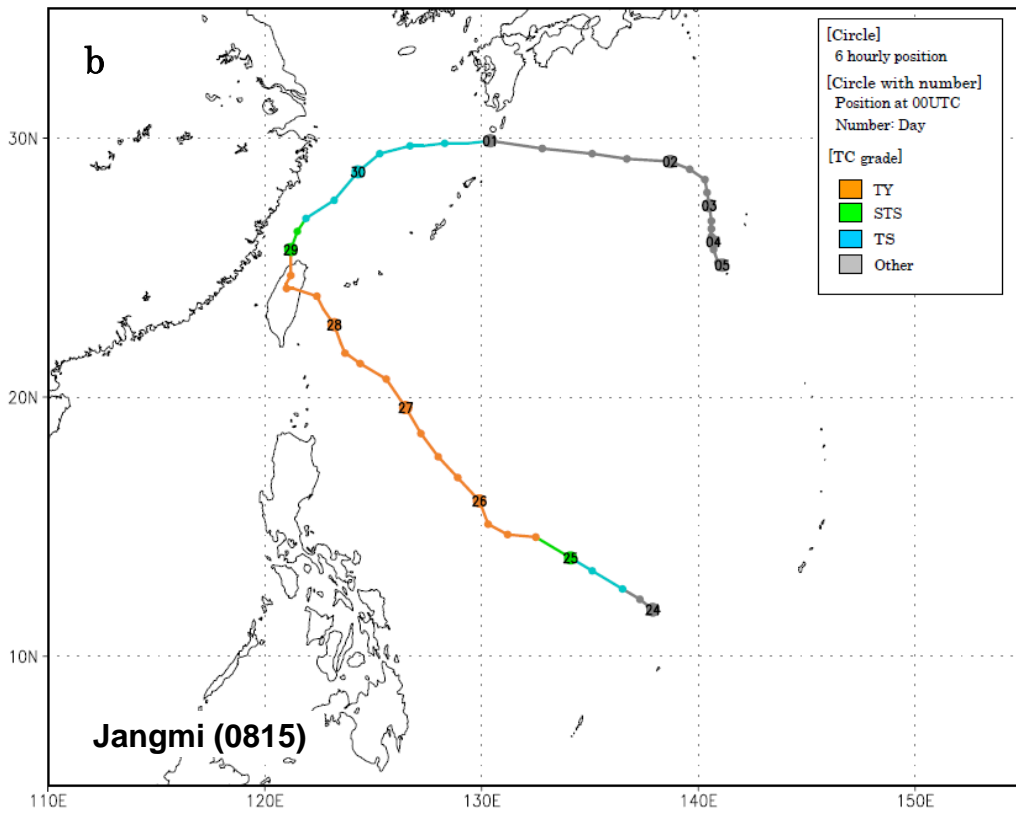 b
[Circle]
6 hourly position
[Circle with number]
Position at 00UTC
Number: Day
[TC grade]
TY
STS
TS
Other
30N
01
02
30
03
04
29
05
28
20N
27
26
25
24
10N
Jangmi (0815)
110E 120E 130E 140E 150E